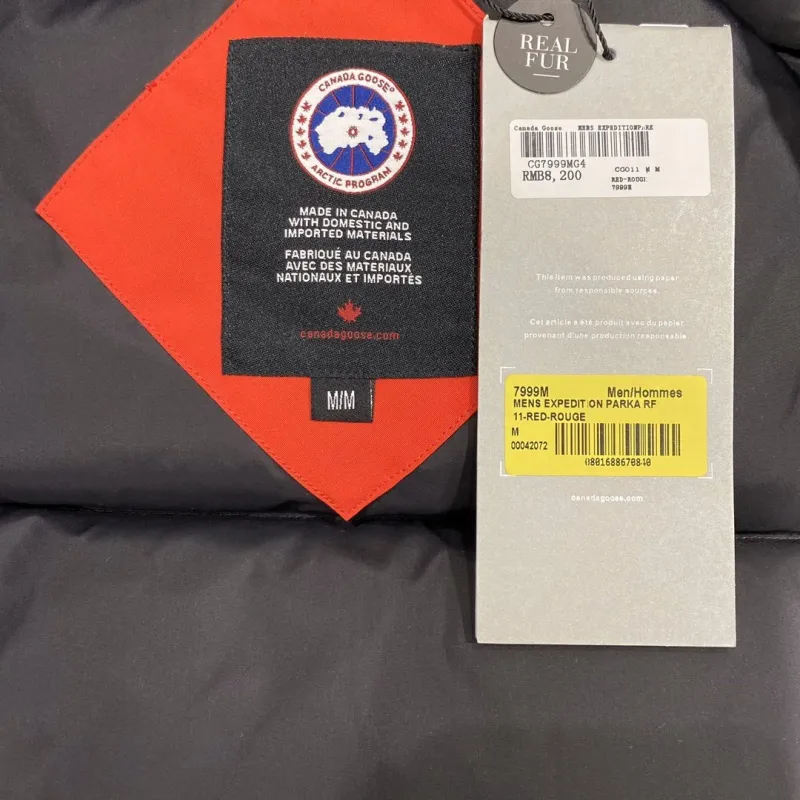 CANADA GOOSE®
ARCTIC PROGRAM
MADE IN CANADA
WITH DOMESTIC AND
IMPORTED MATERIALS
FABRIQUÉ AU CANADA
AVEC DES MATERIAUX
NATIONAUX ET IMPORTÉS
canadagoose.com
M/M
REAL
FUR
Canada Goose MENS EXPEDITION
CG7999MG4
RMB8,200
CG011 M M
RED-ROUGE
7999M
This item was produced using paper
from responsible sources.
Cet article a été produit avec du papier
provenant d'une production responsable.
7999M Men/Hommes
MENS EXPEDITION PARKA RF
11-RED-ROUGE
M
00042072
0801688670840
canadagoose.com